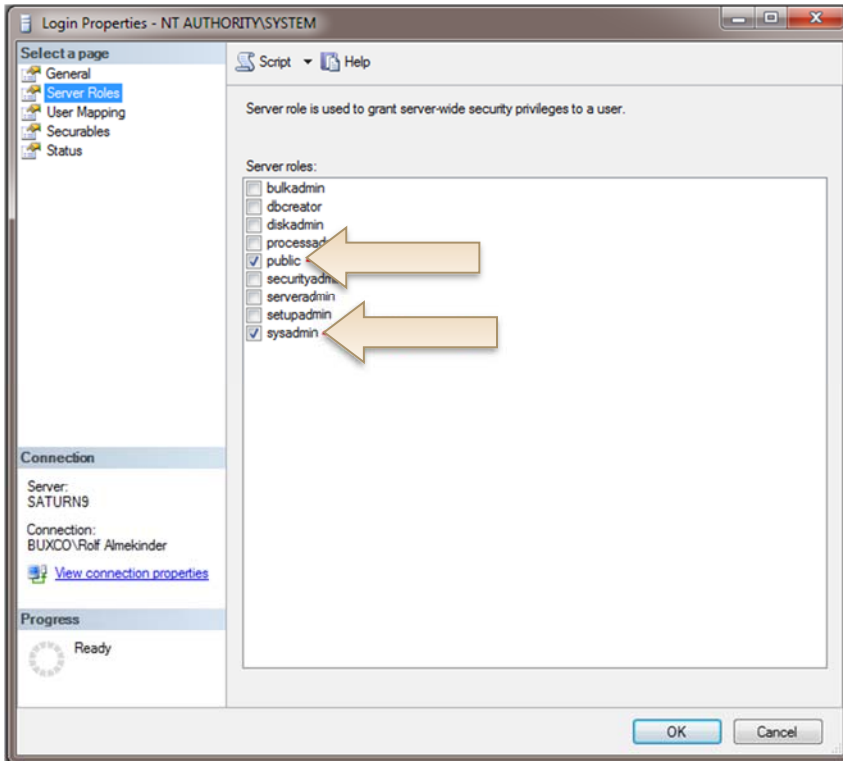 Login Properties - NT AUTHORITY\SYSTEM
Select a page
General
Server Roles
User Mapping
Securables
Status
Script
Help
Server role is used to grant server-wide security privileges to a user.
Server roles:
bulkadmin
dbcreator
diskadmin
processad
public
securityadm
serveradmin
setupadmin
sysadmin
Connection
Server:
SATURN9
Connection:
BUXCO\Rolf Almekinder
View connection properties
Progress
Ready
OK
Cancel